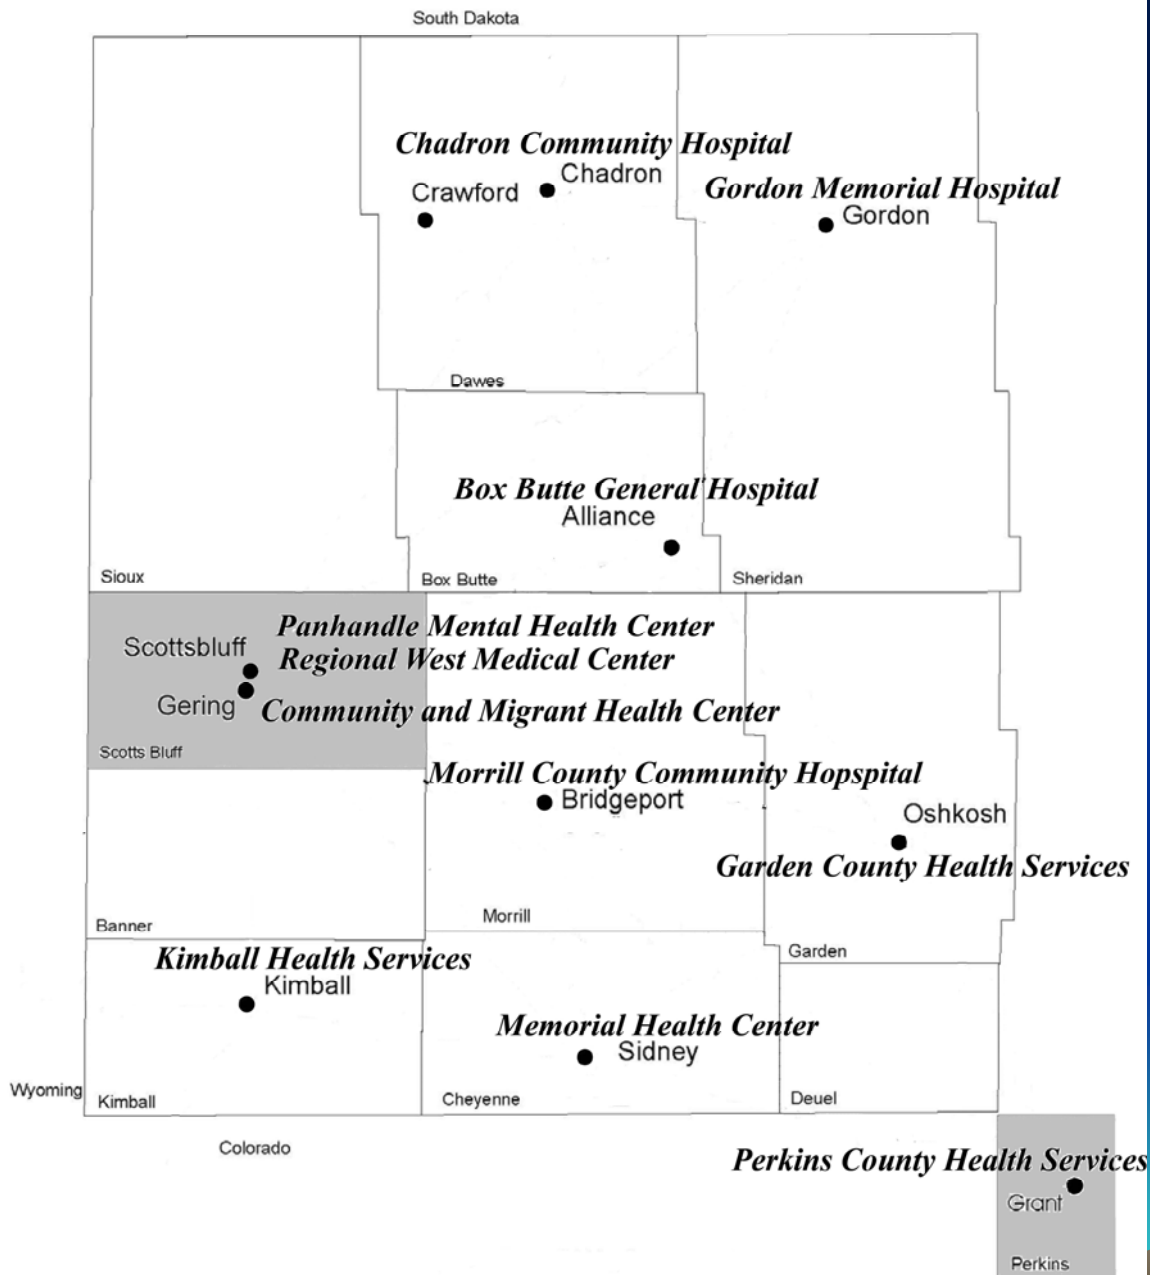 South Dakota
Chadron Community Hospital
Chadron
Crawford
Gordon Memorial Hospital
Gordon
Dawes
Box Butte General Hospital
Alliance
Sioux
Box Butte
Sheridan
Panhandle Mental Health Center
Scottsbluff
Regional West Medical Center
Gering
Community and Migrant Health Center
Scotts Bluff
Morrill County Community Hopspital
Bridgeport
Oshkosh
Garden County Health Services
Banner
Morrill
Garden
Kimball Health Services
Kimball
Memorial Health Center
Sidney
Wyoming
Kimball
Cheyenne
Deuel
Colorado
Perkins County Health Services
Grant
Perkins